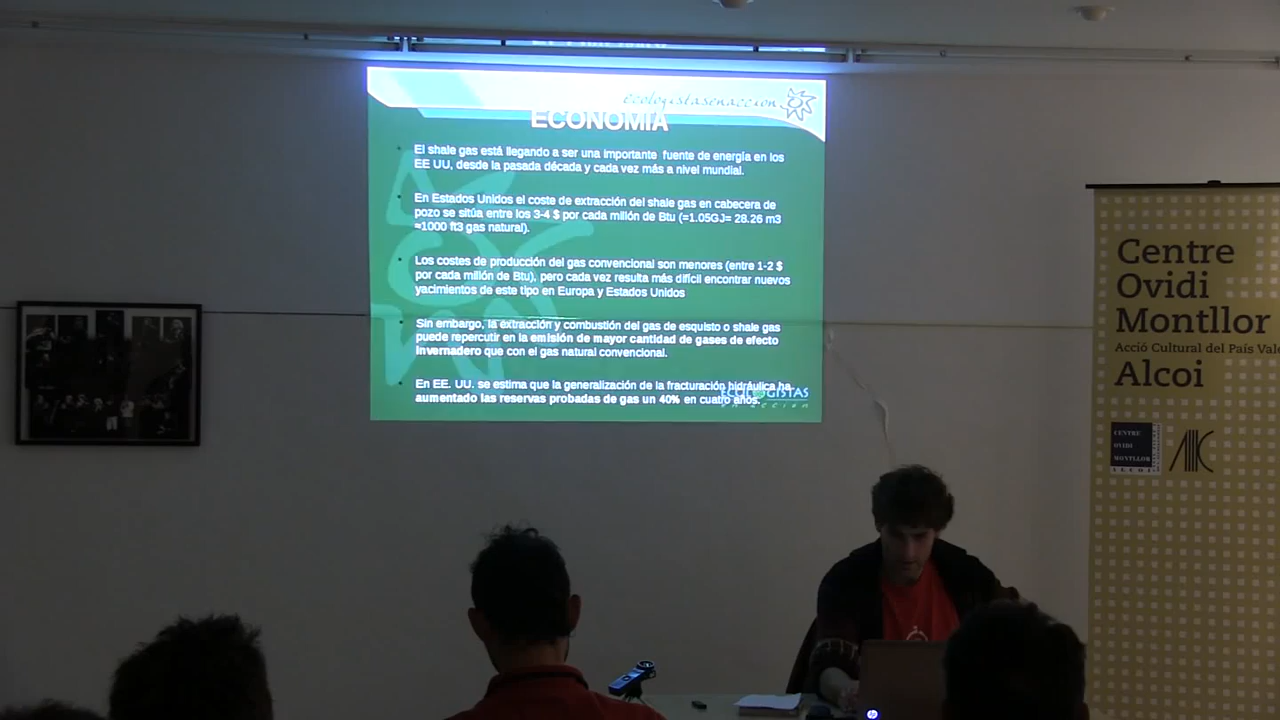 ecologistasenaccion
ECONOMIA
El shale gas está llegando a ser una importante fuente de energía en los
EE UU, desde la pasada década y cada vez más a nivel mundial.
En Estados Unidos el coste de extracción del shale gas en cabecera de
pozo se sitúa entre los 3-4 $ por cada millón de Btu (=1.05GJ= 28.26 m3
≈1000 ft3 gas natural).
Los costes de producción del gas convencional son menores (entre 1-2 $
por cada millón de Btu), pero cada vez resulta más difícil encontrar nuevos
yacimientos de este tipo en Europa y Estados Unidos
Sin embargo, la extracción y combustión del gas de esquisto o shale gas
puede repercutir en la emisión de mayor cantidad de gases de efecto
invernadero que con el gas natural convencional.
En EE. UU. se estima que la generalización de la fracturación hidráulica ha
aumentado las reservas probadas de gas un 40% en cuatro años.
ECOLOGISTAS
en acción
Centre
Ovidi
Montllor
Acció Cultural del País Vale
Alcoi
CENTRE
OVIDI
MONTLLOR
ALCOI
hp